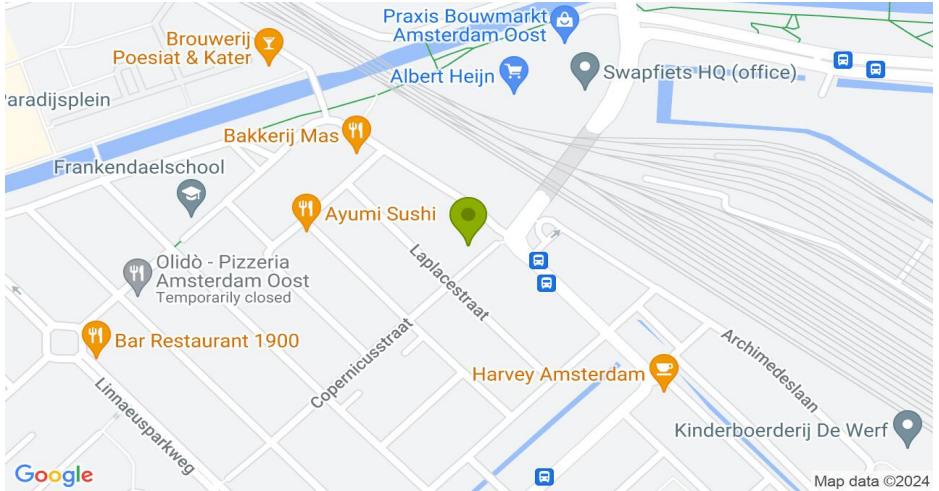 Praxis Bouwmarkt
Amsterdam Oost
Brouwerij
Poesiat & Kater
Albert Heijn
Swapfiets HQ (office)
Paradijsplein
Bakkerij Mas
Frankendaelschool
Ayumi Sushi
Laplacestraat
Olidò - Pizzeria
Amsterdam Oost
Temporarily closed
Bar Restaurant 1900
Copernicusstraat
Archimedeslaan
Linnaeusparkweg
Harvey Amsterdam
Kinderboerderij De Werf
Google
Map data ©2024